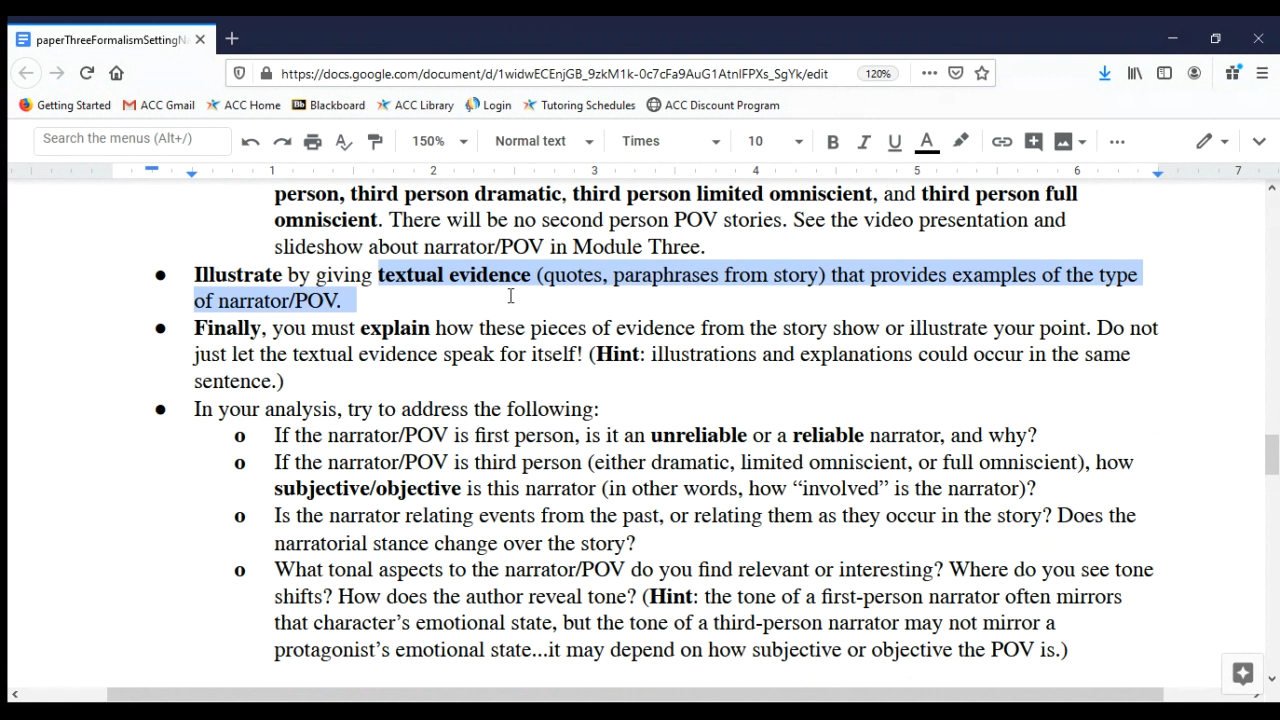 paperThreeFormalismSettingN
https://docs.google.com/document/d/1widwECEnjGB_9zkM1k-0c7cFa9AuG1AtnlFPXs_SgYk/edit
120%
Getting Started
ACC Gmail
ACC Home
Bb
Blackboard
ACC Library
Login
Tutoring Schedules
ACC Discount Program
Search the menus (Alt+/)
150%
Normal text
Times
10
B
I
U
A
1 2 3 4 5 6 7
person, third person dramatic, third person limited omniscient, and third person full
omniscient. There will be no second person POV stories. See the video presentation and
slideshow about narrator/POV in Module Three.
● Illustrate by giving textual evidence (quotes, paraphrases from story) that provides examples of the type
of narrator/POV.
● Finally, you must explain how these pieces of evidence from the story show or illustrate your point. Do not
just let the textual evidence speak for itself! (Hint: illustrations and explanations could occur in the same
sentence.)
● In your analysis, try to address the following:
o If the narrator/POV is first person, is it an unreliable or a reliable narrator, and why?
o If the narrator/POV is third person (either dramatic, limited omniscient, or full omniscient), how
subjective/objective is this narrator (in other words, how “involved” is the narrator)?
o Is the narrator relating events from the past, or relating them as they occur in the story? Does the
narratorial stance change over the story?
o What tonal aspects to the narrator/POV do you find relevant or interesting? Where do you see tone
shifts? How does the author reveal tone? (Hint: the tone of a first-person narrator often mirrors
that character’s emotional state, but the tone of a third-person narrator may not mirror a
protagonist’s emotional state...it may depend on how subjective or objective the POV is.)